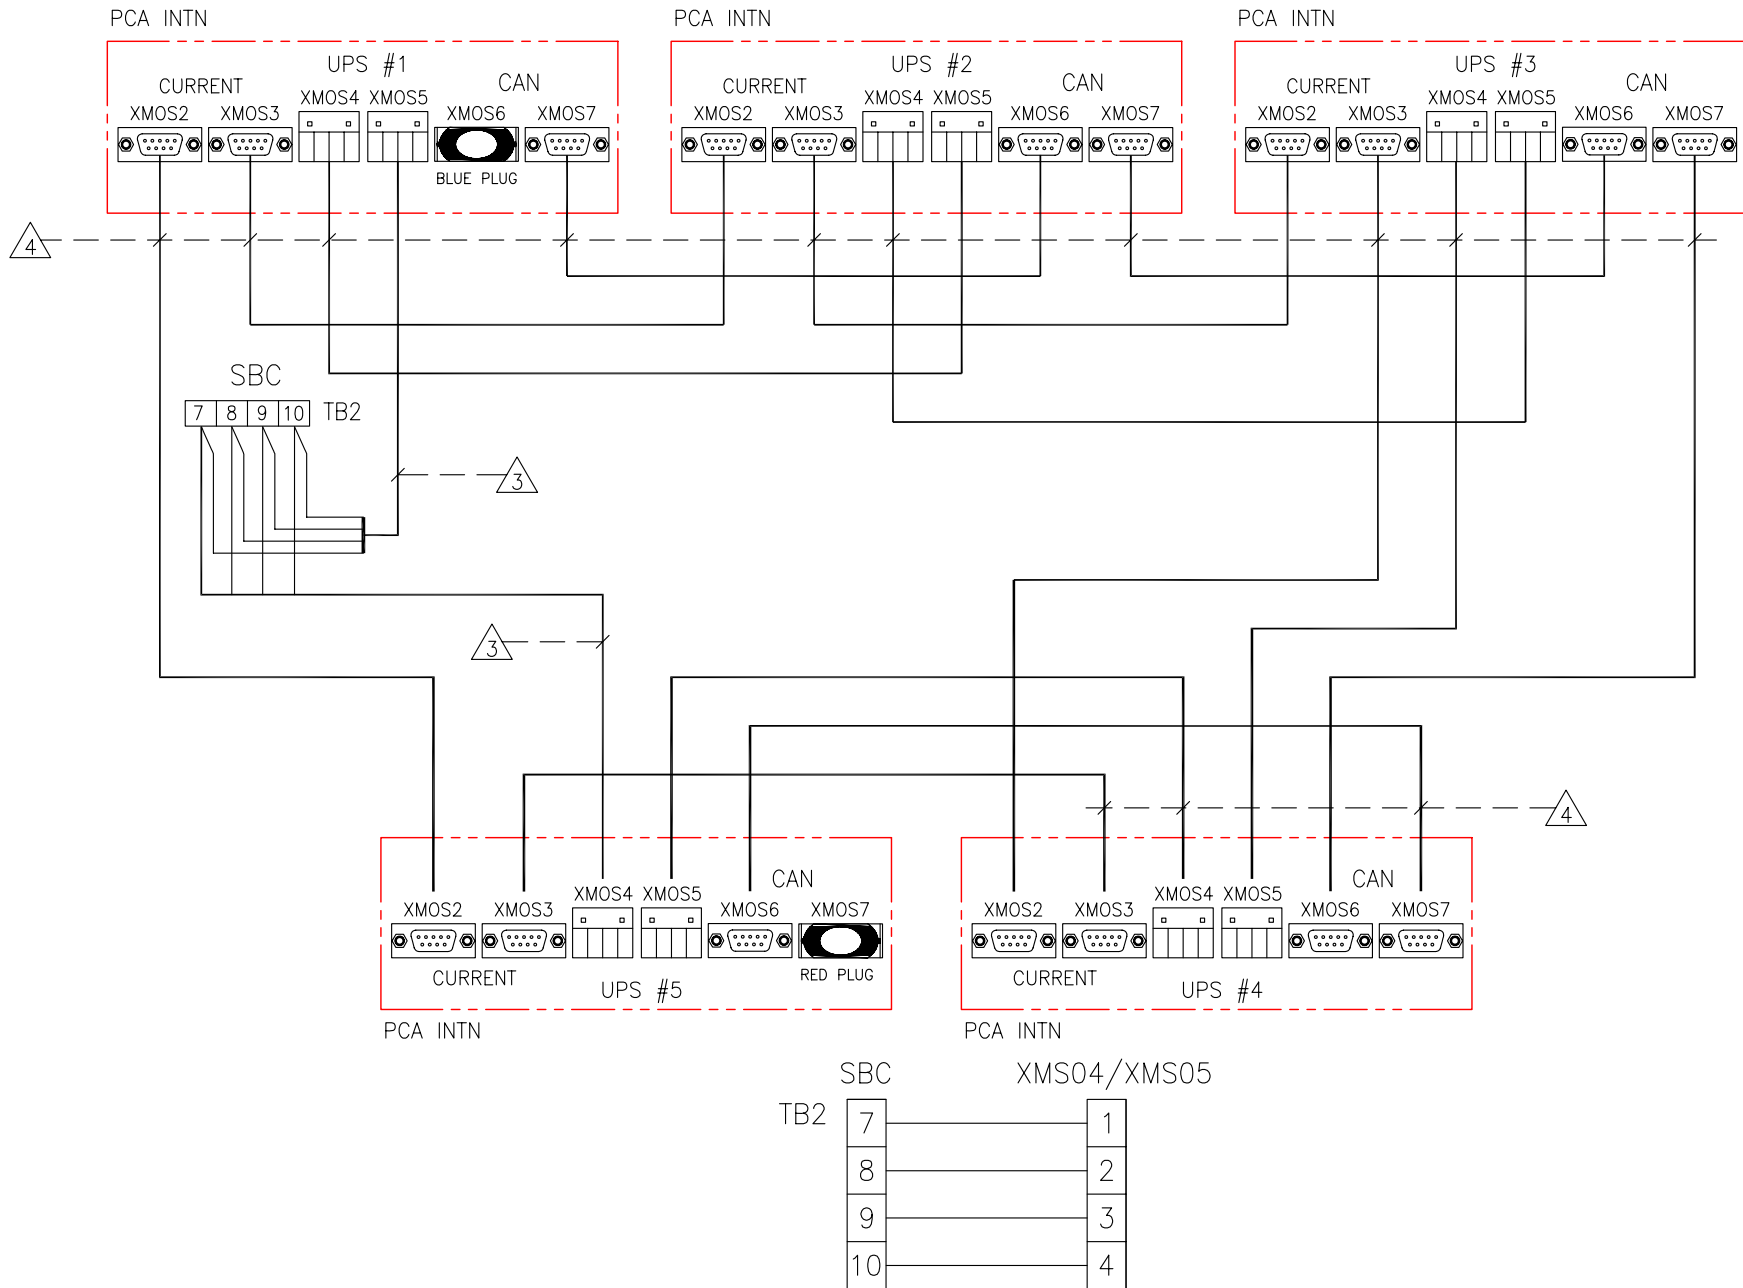 PCA INTN
PCA INTN
PCA INTN
UPS #1
CURRENT
CAN
XMOS2 XMOS3 XMOS4 XMOS5 XMOS6 XMOS7
BLUE PLUG
UPS #2
CURRENT
CAN
XMOS2 XMOS3 XMOS4 XMOS5 XMOS6 XMOS7
UPS #3
CURRENT
CAN
XMOS2 XMOS3 XMOS4 XMOS5 XMOS6 XMOS7
4
SBC
7 8 9 10 TB2
3
3
4
CAN
XMOS2 XMOS3 XMOS4 XMOS5 XMOS6 XMOS7
CURRENT
RED PLUG
UPS #5
PCA INTN
CAN
XMOS2 XMOS3 XMOS4 XMOS5 XMOS6 XMOS7
CURRENT
UPS #4
PCA INTN
SBC XMS04/XMS05
TB2 7 1
8 2
9 3
10 4